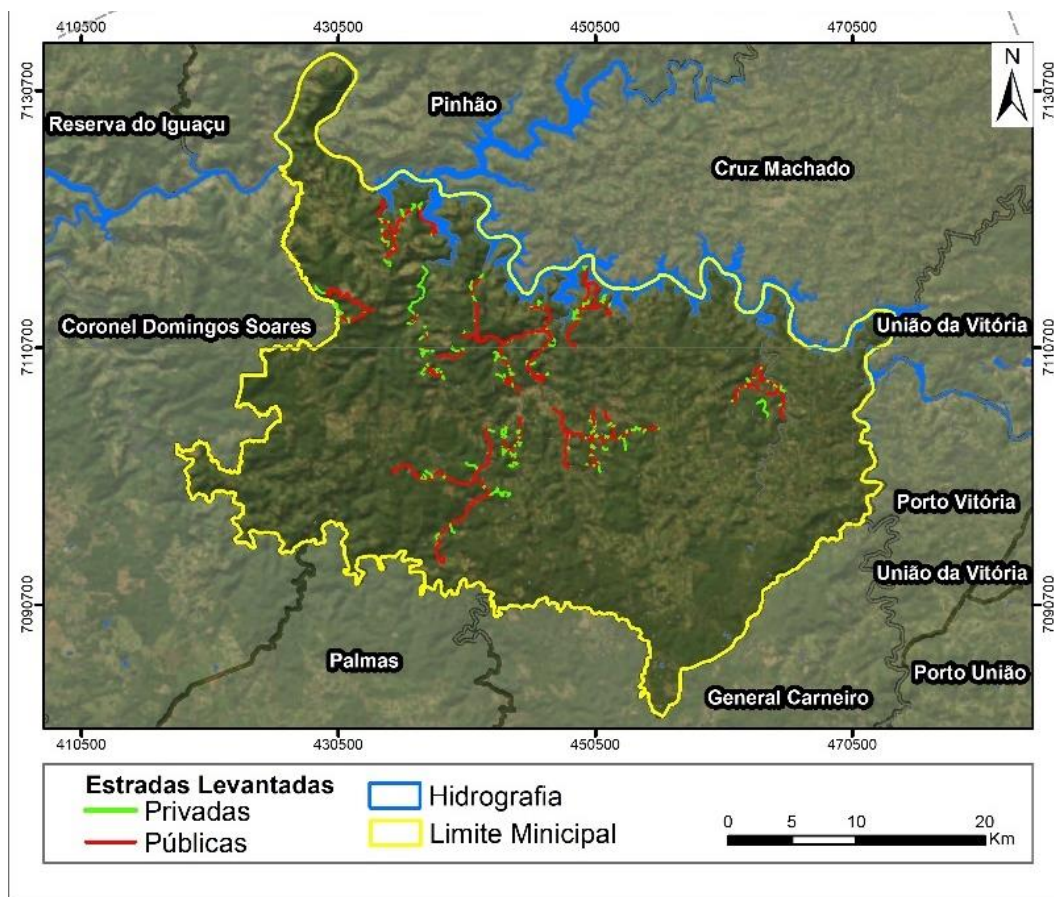 410500 430500 450500 470500
N
7130700
7130700
Pinhão
Reserva do Iguaçu
Cruz Machado
Coronel Domingos Soares
União da Vitória
7110700
7110700
Porto Vitória
União da Vitória
7090700
7090700
Palmas
Porto União
General Carneiro
410500 430500 450500 470500
Estradas Levantadas
Privadas
Públicas
Hidrografia
Limite Minicipal
0 5 10 20
Km